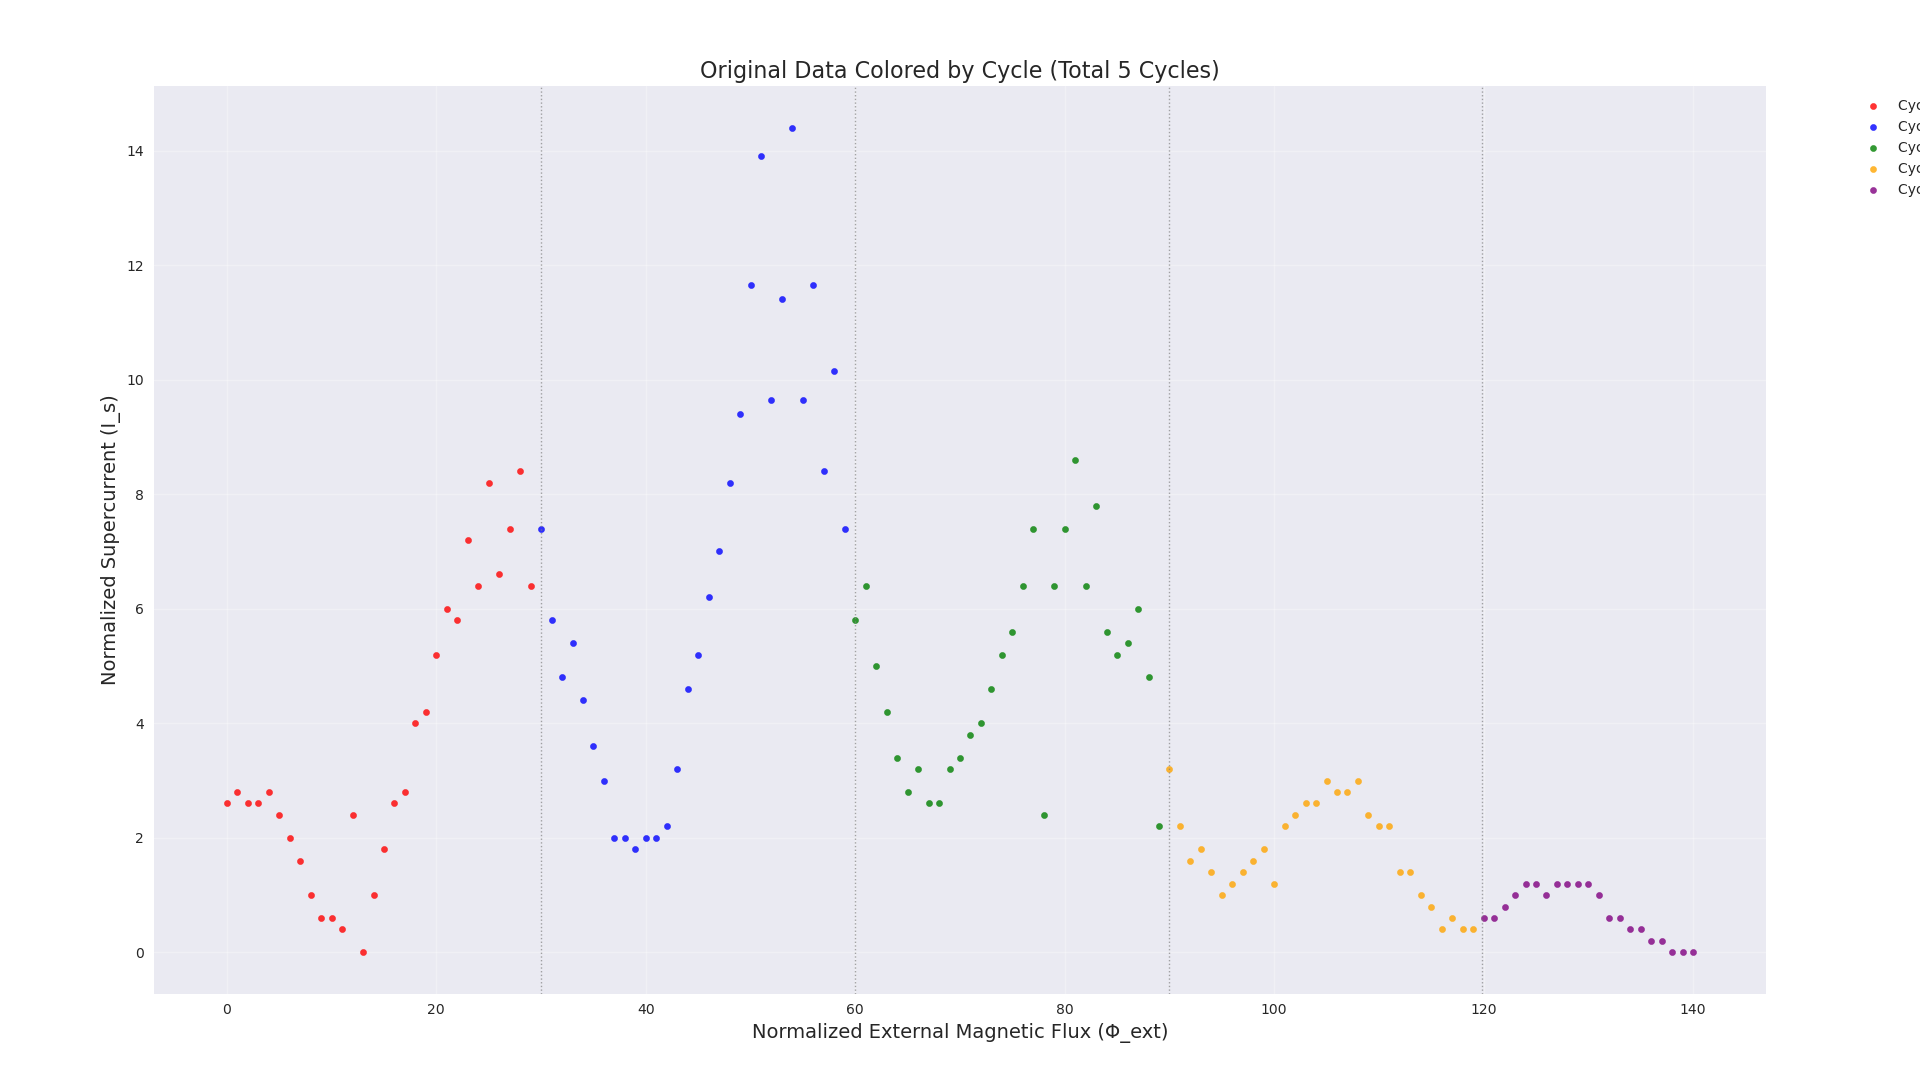 Original Data Colored by Cycle (Total 5 Cycles)
Normalized Supercurrent (I_s)
14
12
10
8
6
4
2
0
0 20 40 60 80 100 120 140
Normalized External Magnetic Flux (Φ_ext)
Cyc
Cyc
Cyc
Cyc
Cyc